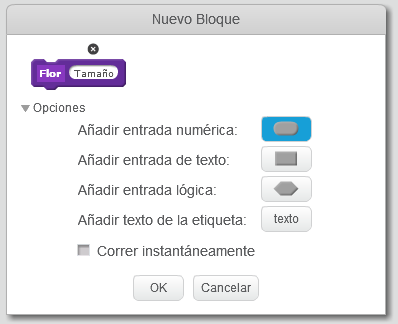 Nuevo Bloque
Flor Tamaño
Opciones
Añadir entrada numérica:
Añadir entrada de texto:
Añadir entrada lógica:
Añadir texto de la etiqueta: texto
Correr instantáneamente
OK Cancelar